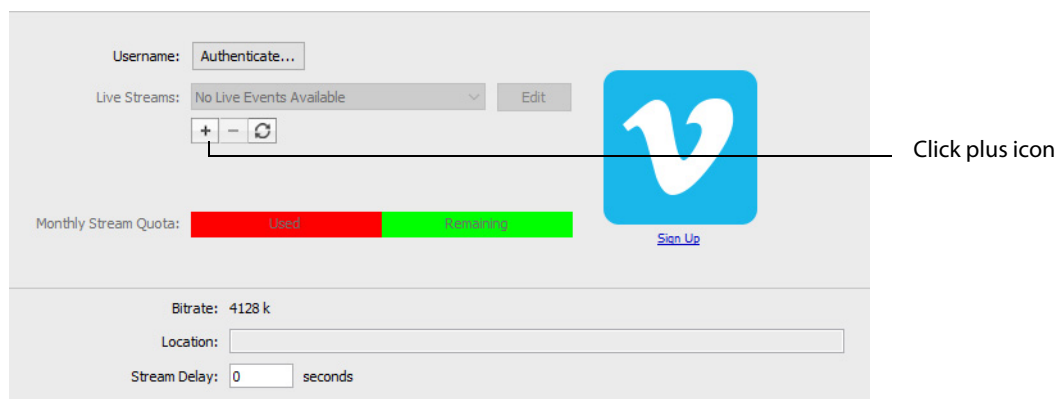 Username: Authenticate...
Live Streams: No Live Events Available Edit
+ -
Click plus icon
Monthly Stream Quota: Used Remaining
Sign Up
Bitrate: 4128 k
Location:
Stream Delay: 0 seconds